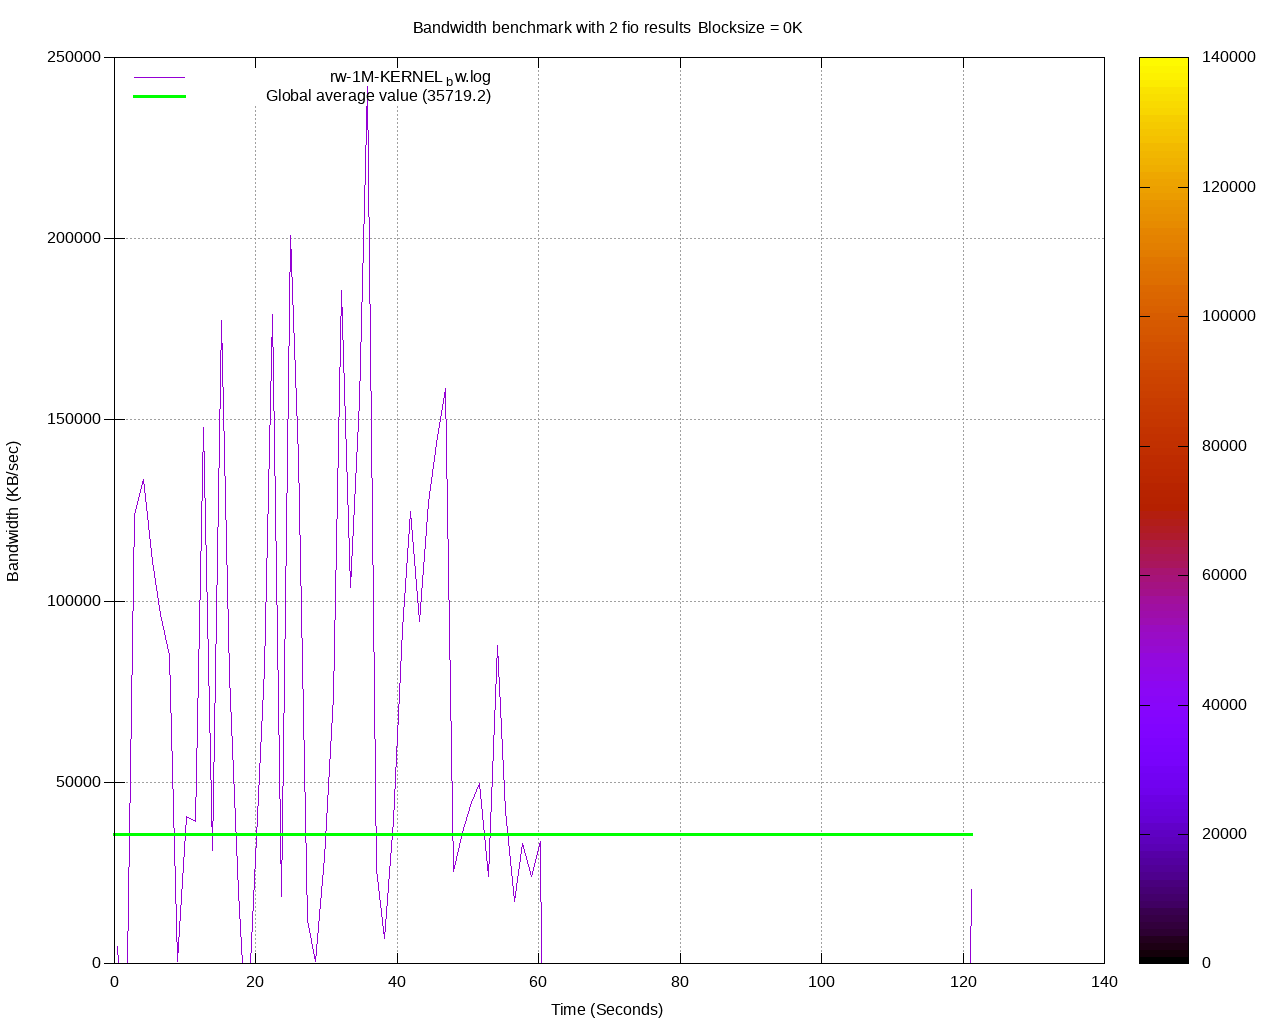 Bandwidth benchmark with 2 fio results Blocksize = 0K
rw-1M-KERNEL_bw.log
Global average value (35719.2)
250000
200000
150000
100000
50000
0
Bandwidth (KB/sec)
0 20 40 60 80 100 120 140
Time (Seconds)
140000
120000
100000
80000
60000
40000
20000
0